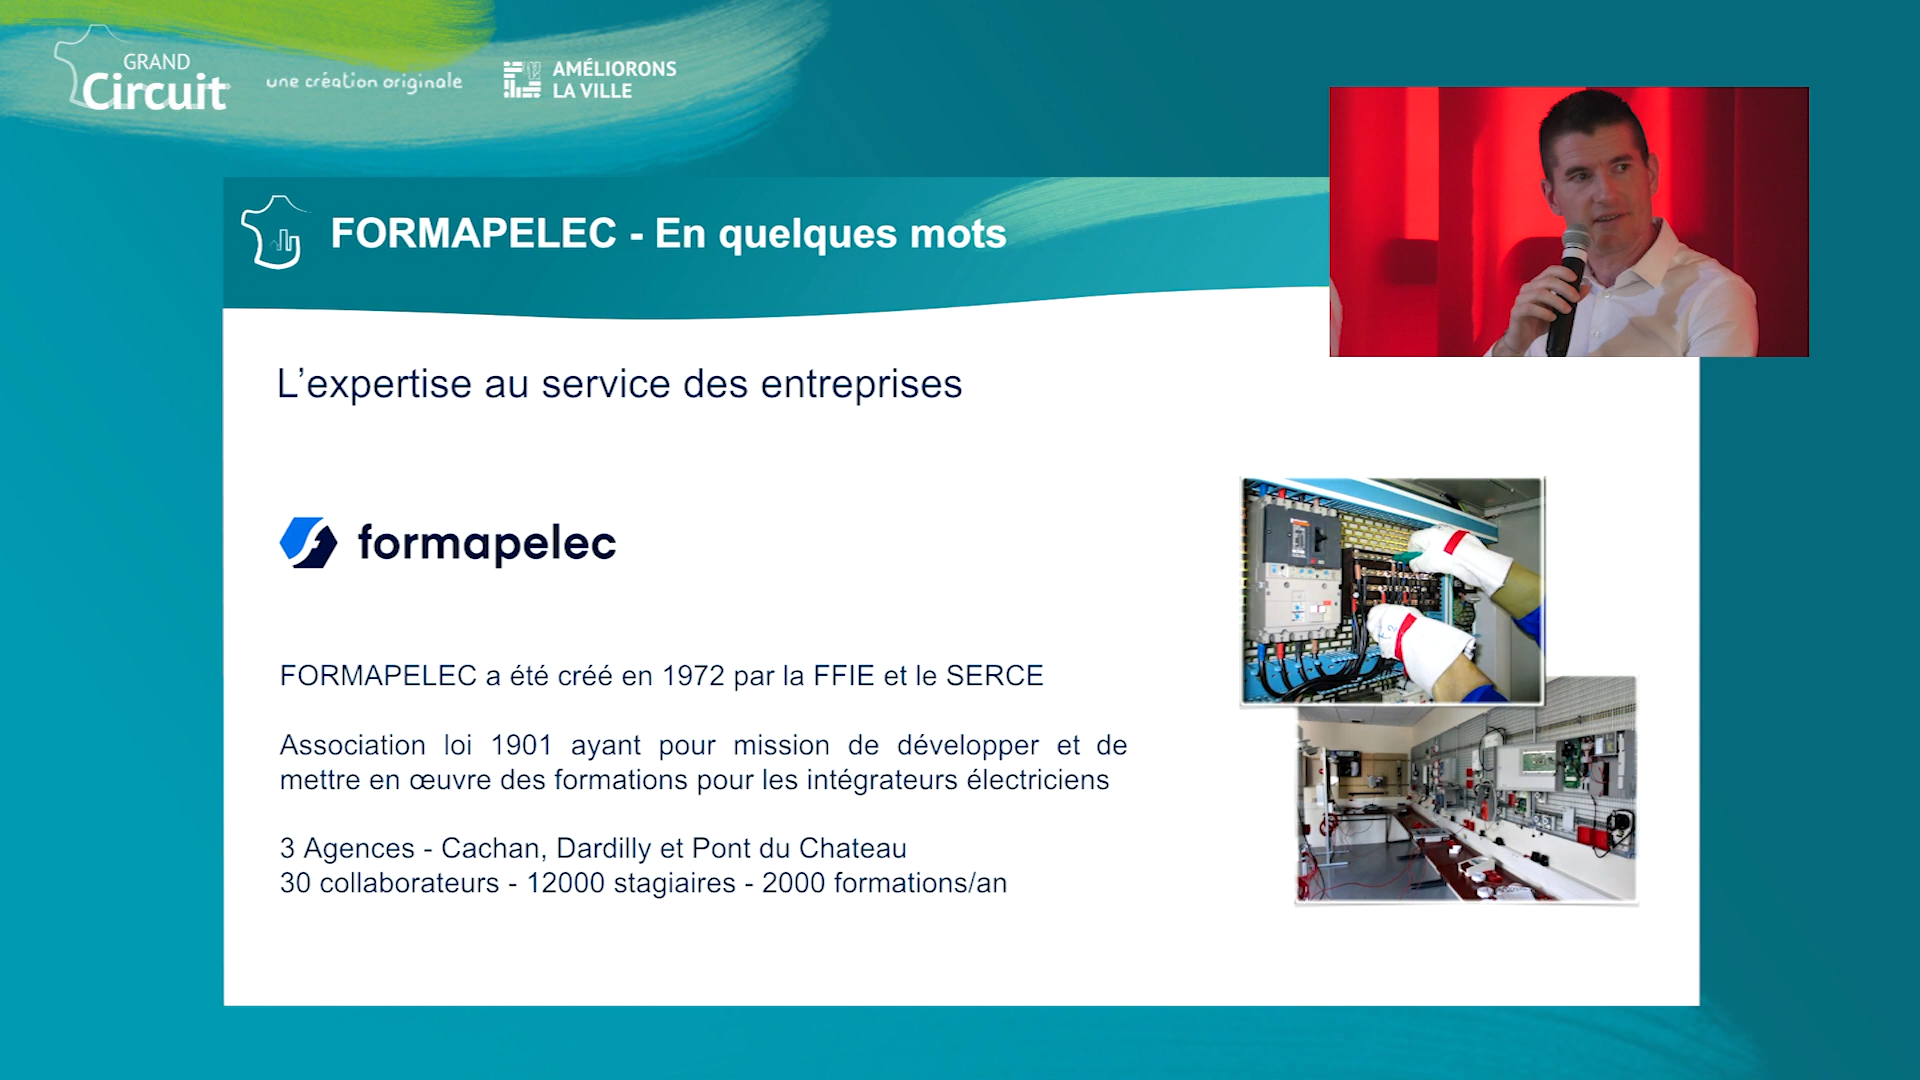 GRAND
Circuit
une création originale
AMÉLIORONS
LA VILLE
FORMAPELEC - En quelques mots
L’expertise au service des entreprises
formapelec
FORMAPELEC a été créé en 1972 par la FFIE et le SERCE
Association loi 1901 ayant pour mission de développer et de
mettre en œuvre des formations pour les intégrateurs électriciens
3 Agences - Cachan, Dardilly et Pont du Chateau
30 collaborateurs - 12000 stagiaires - 2000 formations/an